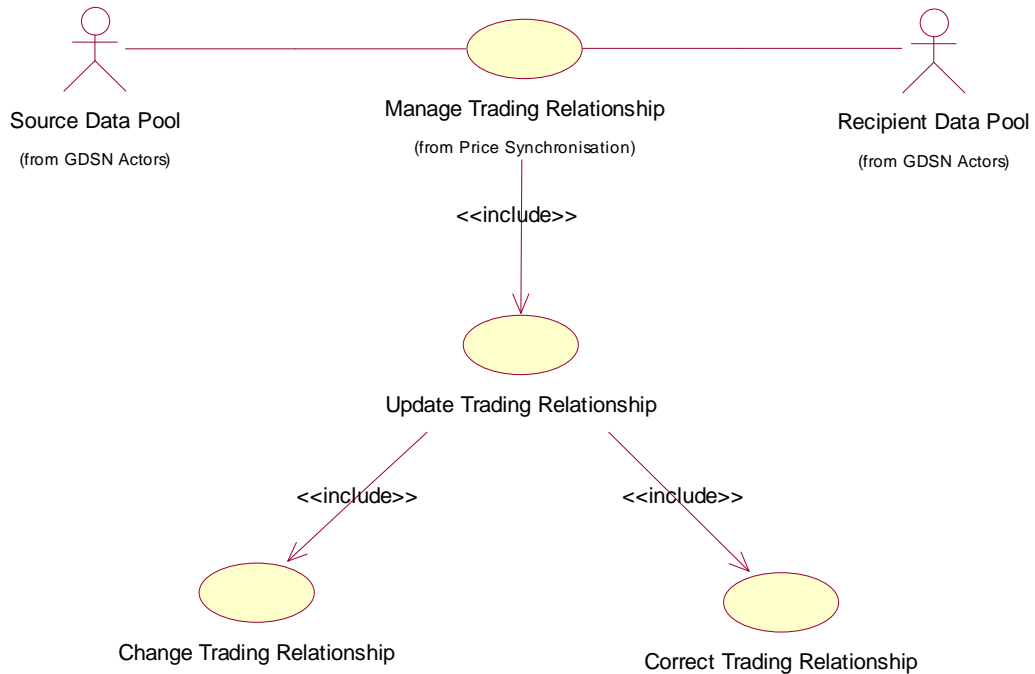 Manage Trading Relationship
Source Data Pool
Recipient Data Pool
(from Price Synchronisation)
(from GDSN Actors)
(from GDSN Actors)
<<include>>
Update Trading Relationship
<<include>>
<<include>>
Change Trading Relationship
Correct Trading Relationship